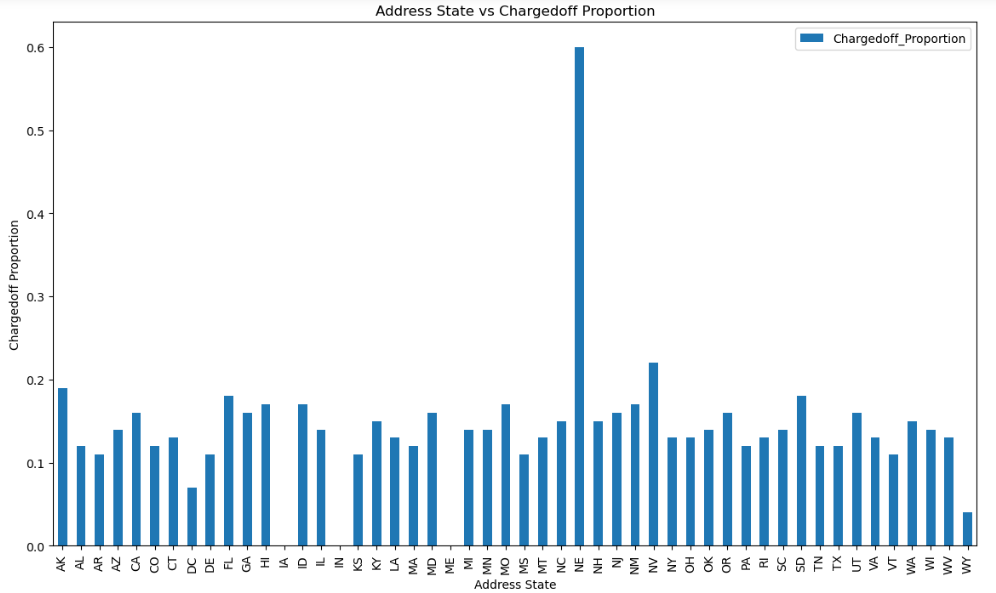 Address State vs Chargedoff Proportion
Chargedoff_Proportion
0.6
0.5
0.4
0.3
0.2
0.1
0.0
Chargedoff Proportion
AK AL AR AZ CA CO CT DC DE FL GA HI IA ID IL IN KS KY LA MA MD ME MI MN MO MS MT NC NE NH NJ NM NV NY OH OK OR PA RI SC SD TN TX UT VA VT WA WI WV WY
Address State